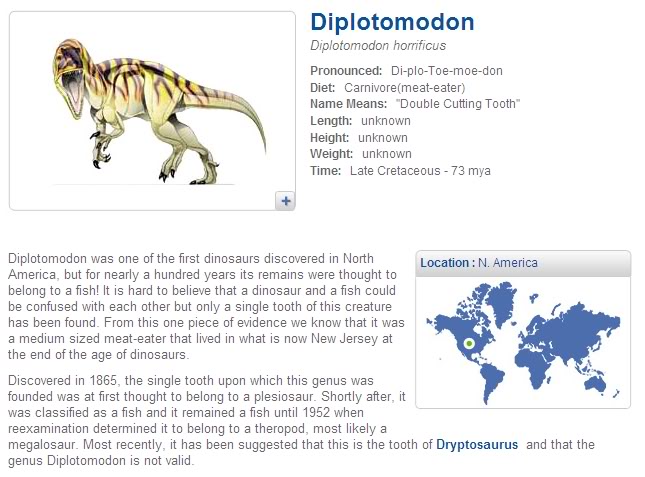 Diplotomodon
Diplotomodon horrificus
Pronounced: Di-plo-Toe-moe-don
Diet: Carnivore(meat-eater)
Name Means: "Double Cutting Tooth"
Length: unknown
Height: unknown
Weight: unknown
Time: Late Cretaceous - 73 mya
Diplotomodon was one of the first dinosaurs discovered in North
America, but for nearly a hundred years its remains were thought to
belong to a fish! It is hard to believe that a dinosaur and a fish could
be confused with each other but only a single tooth of this creature
has been found. From this one piece of evidence we know that it was
a medium sized meat-eater that lived in what is now New Jersey at
the end of the age of dinosaurs.
Location : N. America
Discovered in 1865, the single tooth upon which this genus was
founded was at first thought to belong to a plesiosaur. Shortly after, it
was classified as a fish and it remained a fish until 1952 when
reexamination determined it to belong to a theropod, most likely a
megalosaur. Most recently, it has been suggested that this is the tooth of Dryptosaurus and that the
genus Diplotomodon is not valid.